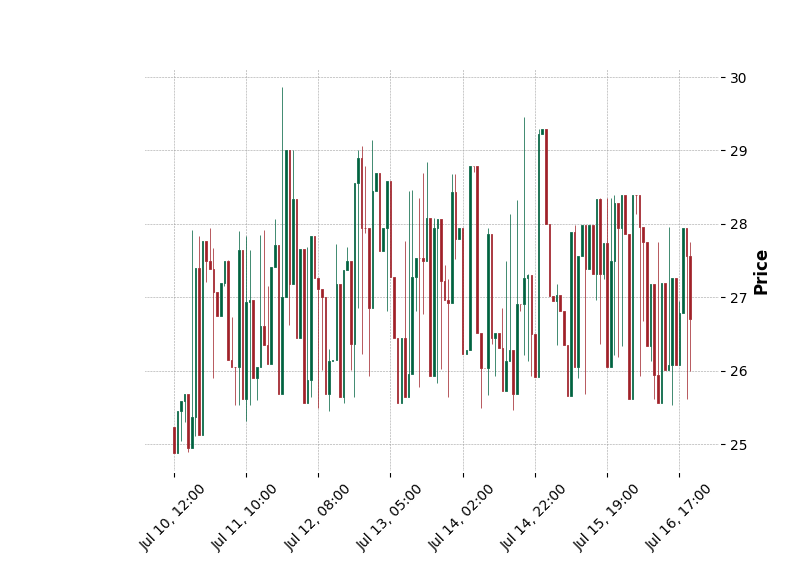 30
29
28
27
26
25
Price
Jul 10, 12:00
Jul 11, 10:00
Jul 12, 08:00
Jul 13, 05:00
Jul 14, 02:00
Jul 14, 22:00
Jul 15, 19:00
Jul 16, 17:00